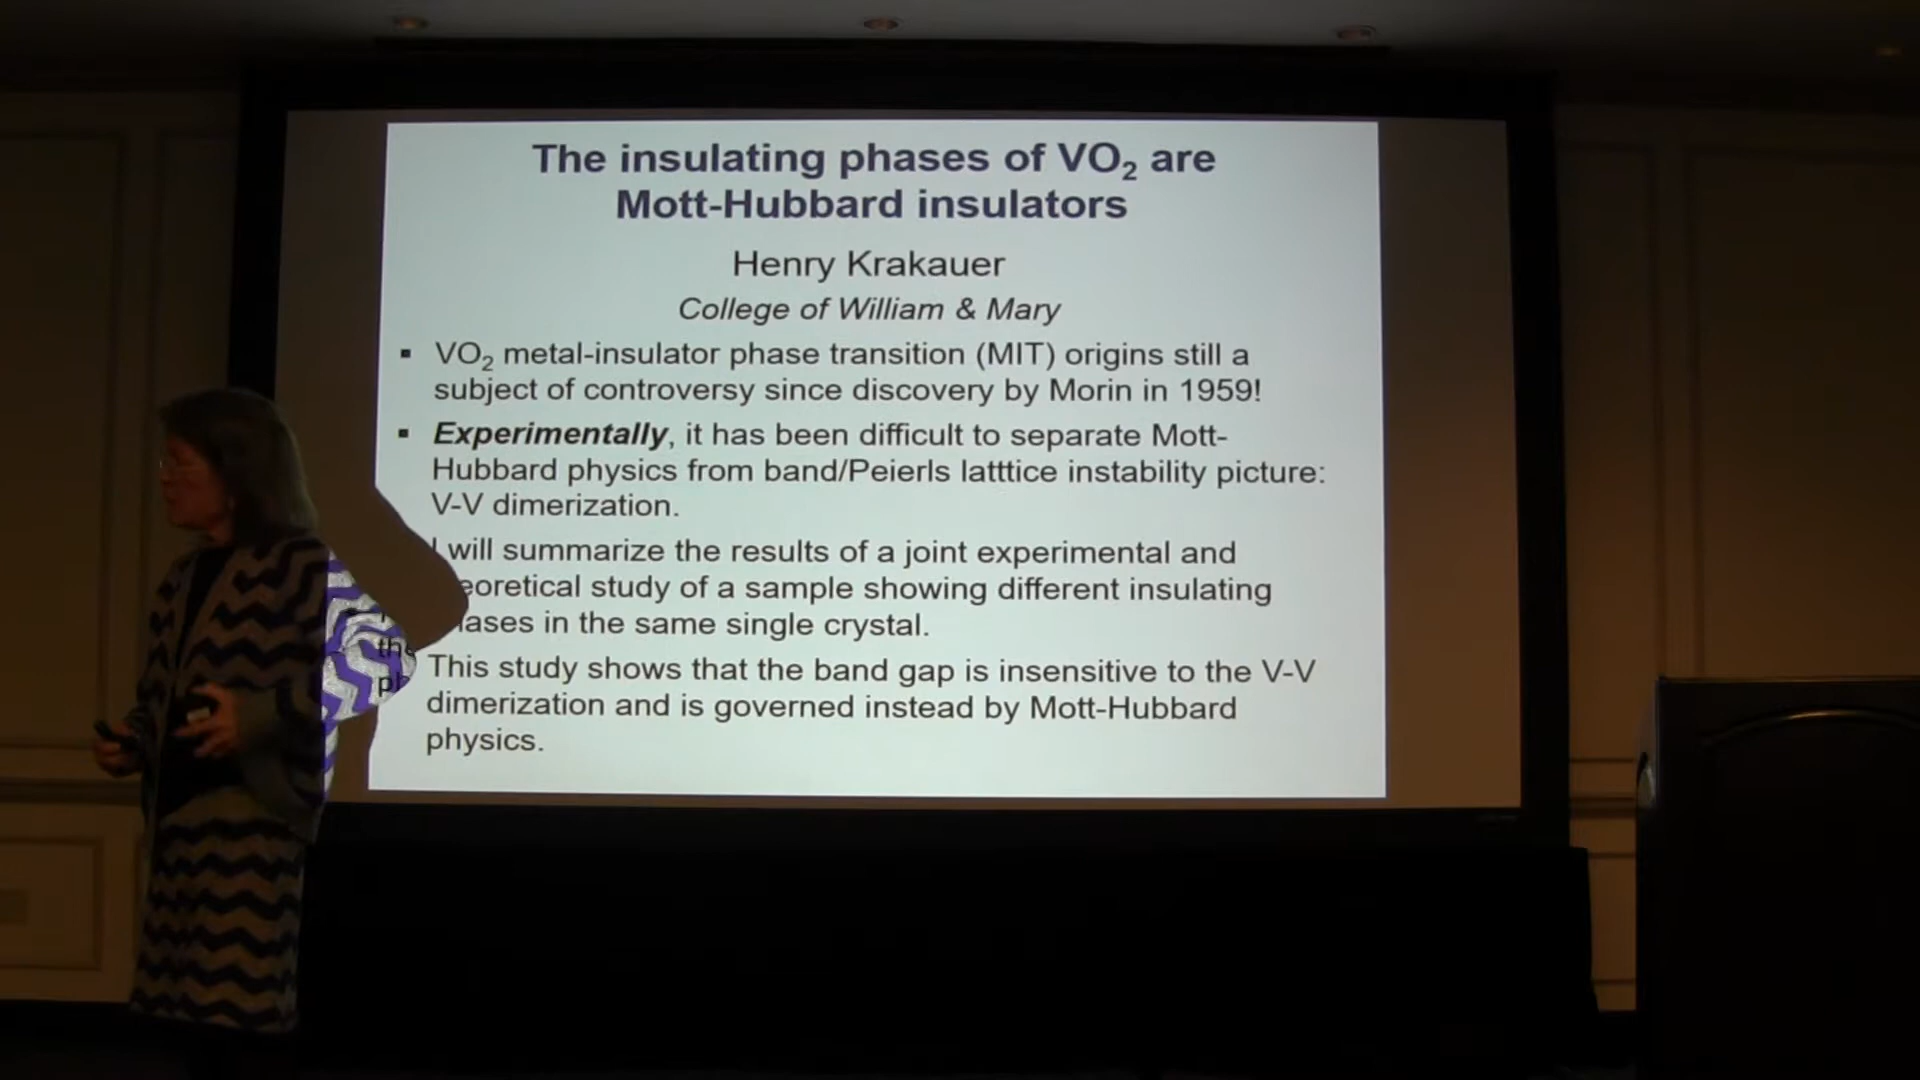 The insulating phases of VO₂ are
Mott-Hubbard insulators
Henry Krakauer
College of William & Mary
▪ VO₂ metal-insulator phase transition (MIT) origins still a
subject of controversy since discovery by Morin in 1959!
▪ Experimentally, it has been difficult to separate Mott-
Hubbard physics from band/Peierls latttice instability picture:
V-V dimerization.
I will summarize the results of a joint experimental and
theoretical study of a sample showing different insulating
phases in the same single crystal.
This study shows that the band gap is insensitive to the V-V
dimerization and is governed instead by Mott-Hubbard
physics.